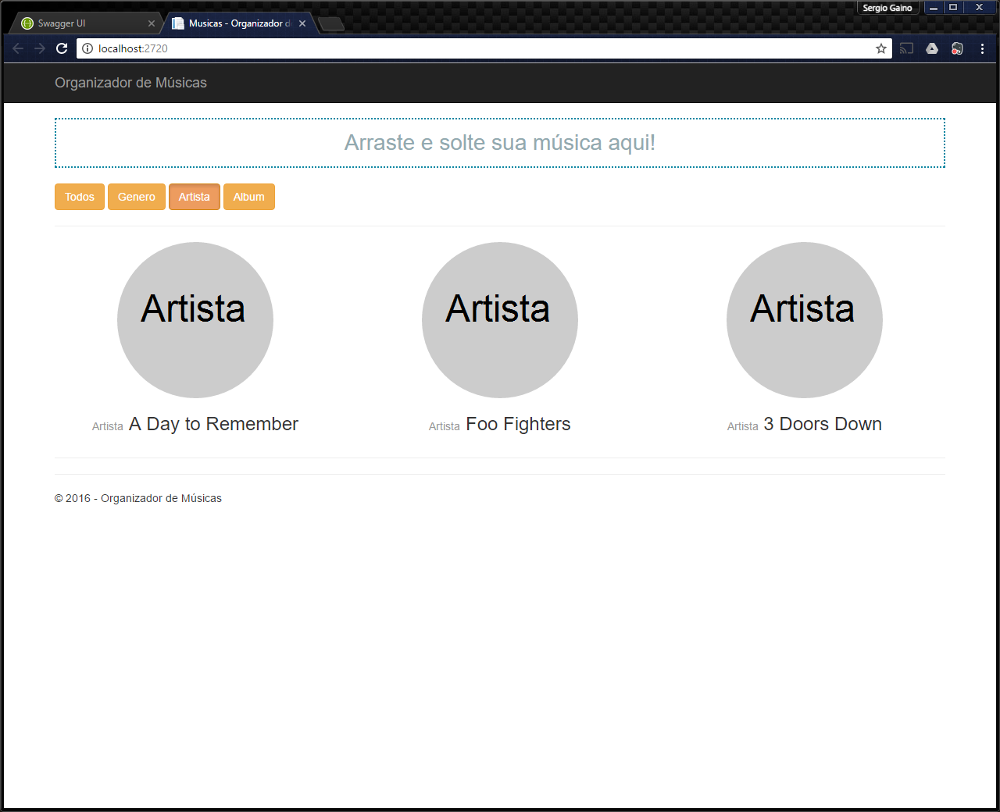 Sergio Gaino
Swagger UI
Musicas - Organizador d
localhost:2720
Organizador de Músicas
Arraste e solte sua música aqui!
Todos Genero Artista Album
Artista Artista Artista
Artista A Day to Remember Artista Foo Fighters Artista 3 Doors Down
© 2016 - Organizador de Músicas